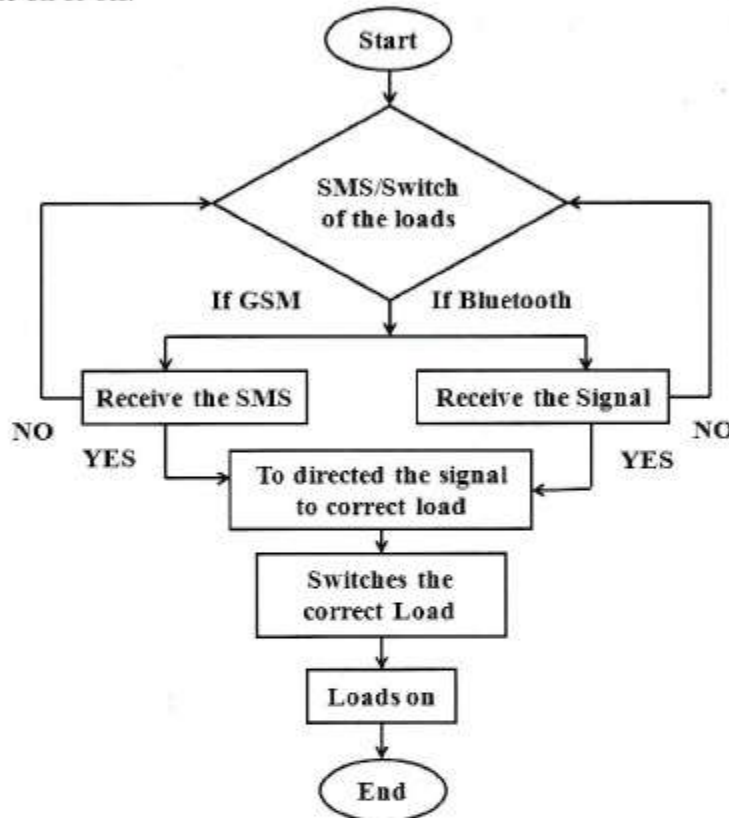 Start
SMS/Switch
of the loads
If GSM
If Bluetooth
Receive the SMS
Receive the Signal
NO
NO
YES
YES
To directed the signal
to correct load
Switches the
correct Load
Loads on
End